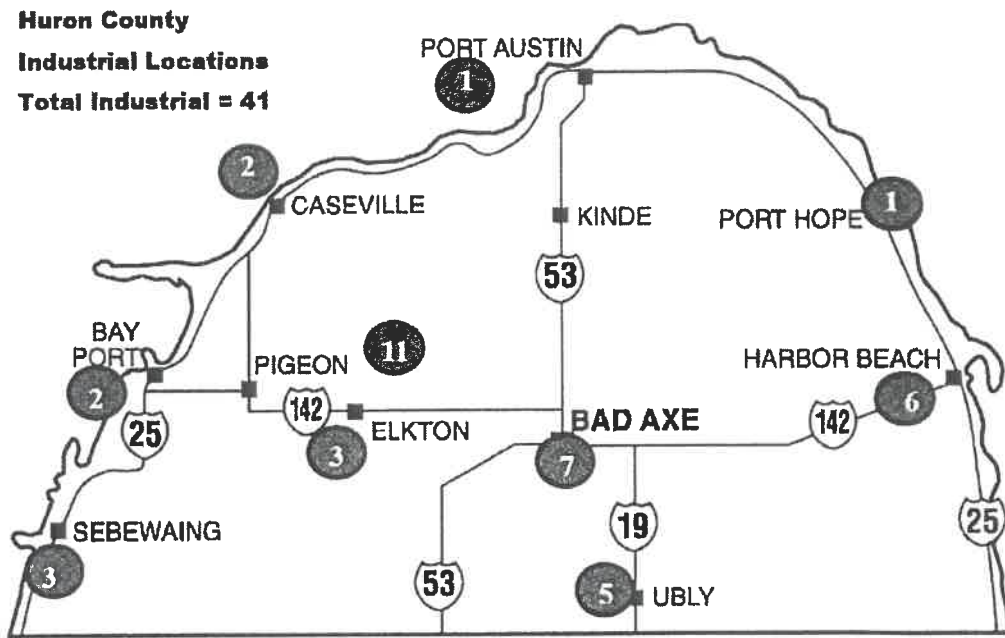 Huron County
Industrial Locations
Total Industrial = 41
PORT AUSTIN
1
2
CASEVILLE
KINDE
PORT HOPE
1
53
BAY
PORT
2
PIGEON
11
HARBOR BEACH
6
142
ELKTON
3
BAD AXE
7
142
25
SEBEWAING
3
53
19
25
5
UBLY